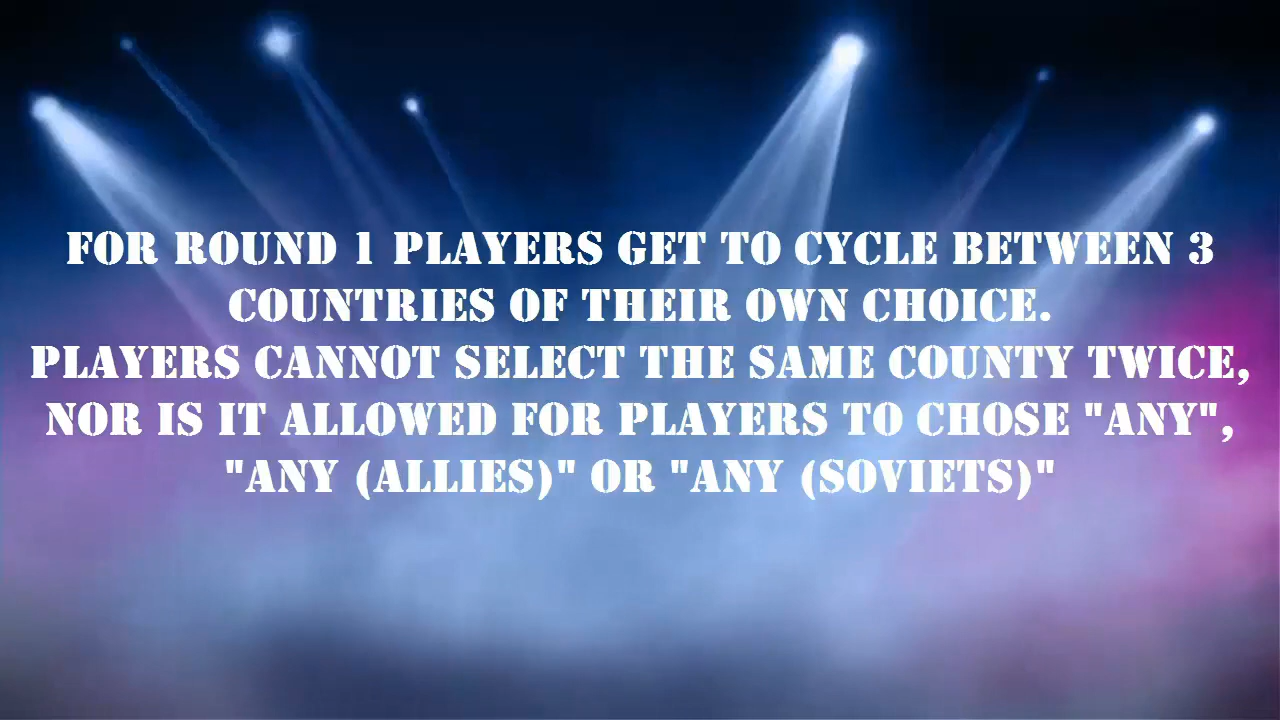 FOR ROUND 1 PLAYERS GET TO CYCLE BETWEEN 3
COUNTRIES OF THEIR OWN CHOICE.
PLAYERS CANNOT SELECT THE SAME COUNTY TWICE,
NOR IS IT ALLOWED FOR PLAYERS TO CHOSE "ANY",
"ANY (ALLIES)" OR "ANY (SOVIETS)"